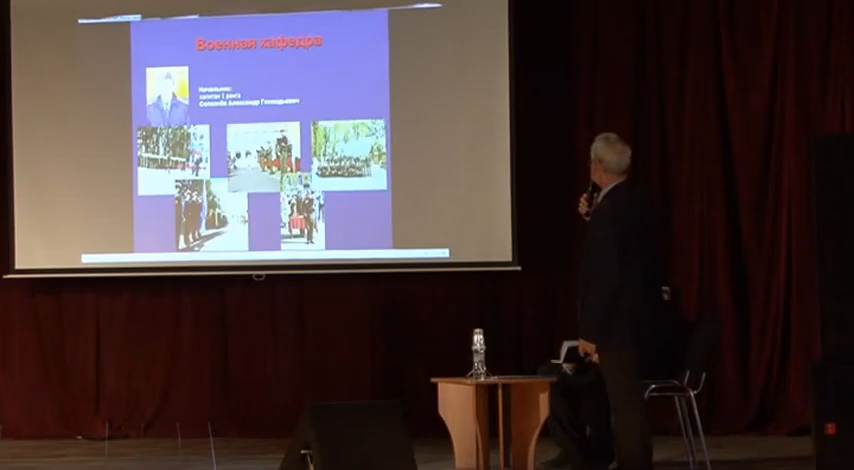 Военная кафедра
Начальник:
капитан 1 ранга
Александр Геннадьевич